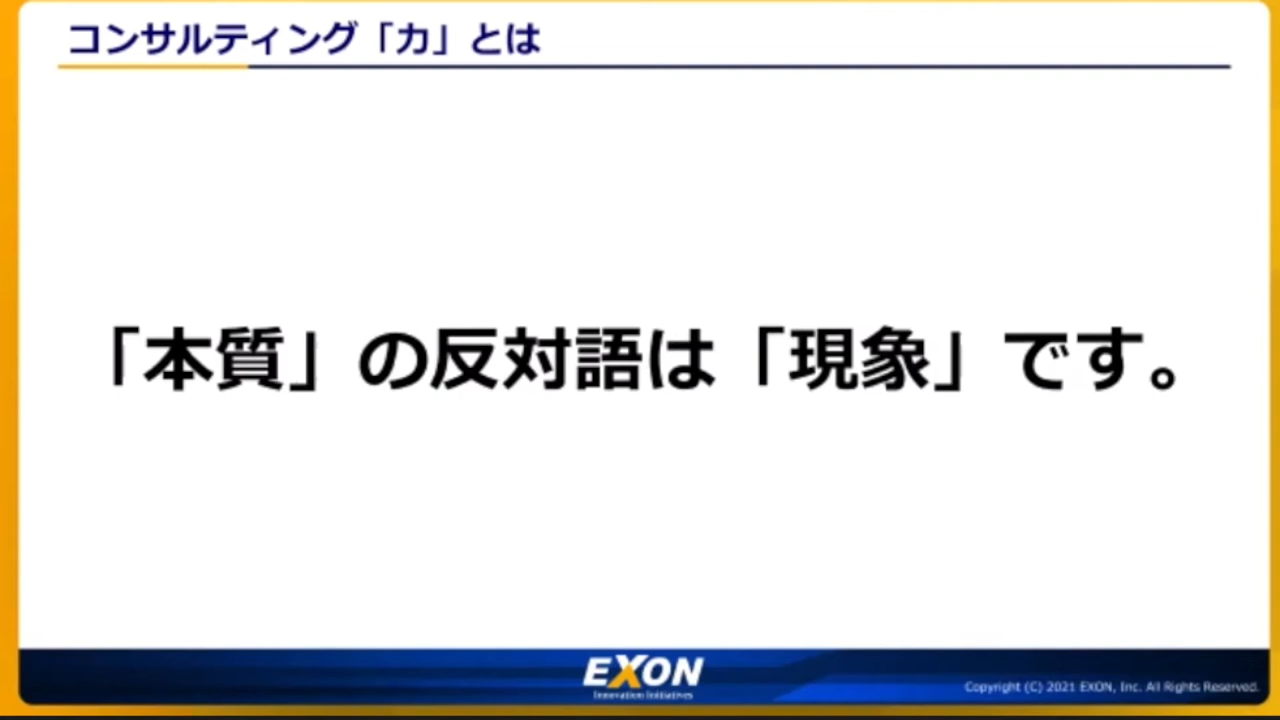 コンサルティング「力」とは
「本質」の反対語は「現象」です。
EXON
Innovation Initiatives
Copyright (C) 2021 EXON, Inc. All Rights Reserved.